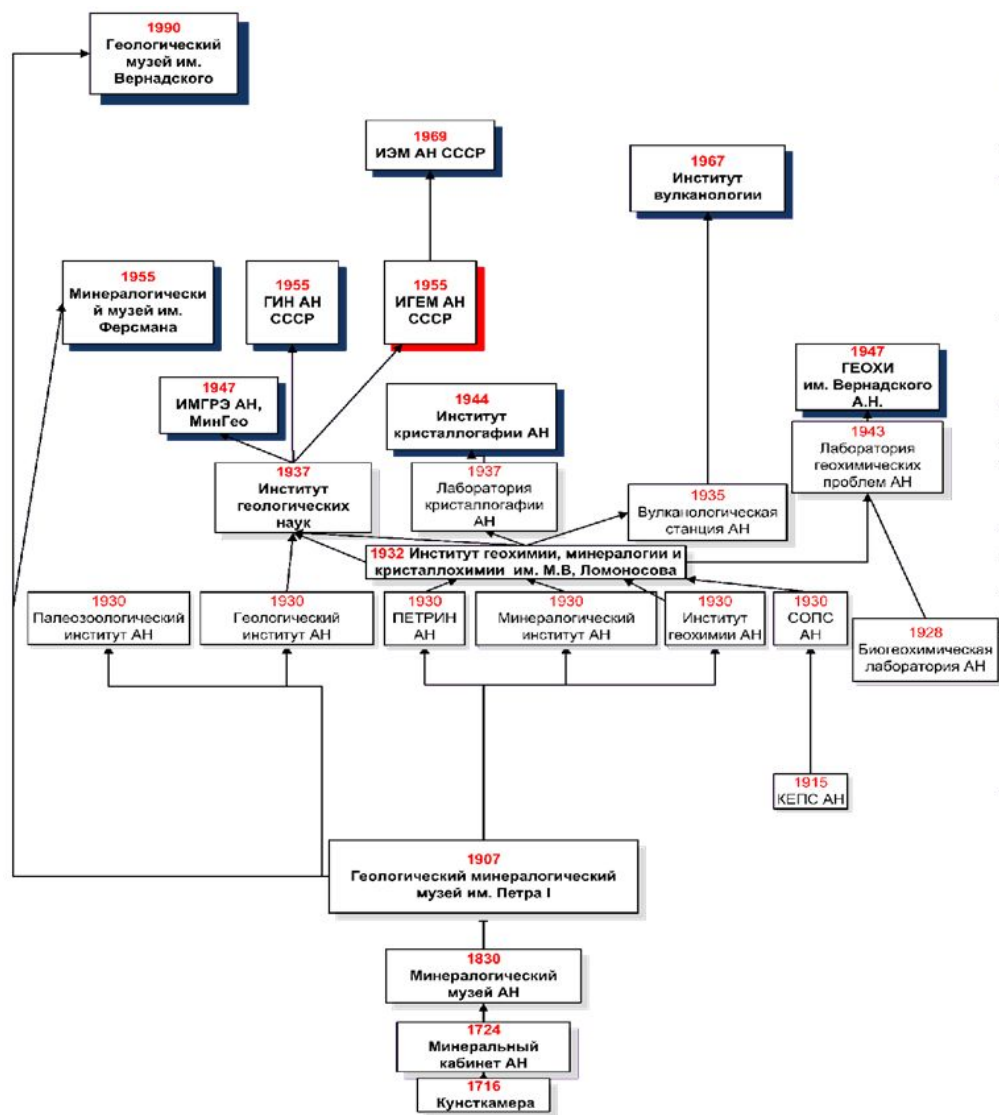 1990
Геологический
музей им.
Вернадского
1969
ИЭМ АН СССР
1967
Институт
вулканологии
1955
Минералогически
й музей им.
Ферсмана
1955
ГИН АН
СССР
1955
ИГЕМ АН
СССР
1947
ГЕОХИ
им. Вернадского
А.Н.
1947
ИМГРЭ АН,
МинГео
1944
Институт
кристаллогафии АН
1943
Лаборатория
геохимических
проблем АН
1937
Институт
геологических
наук
1937
Лаборатория
кристаллогафии
АН
1935
Вулканологическая
станция АН
1932 Институт геохимии, минералогии и
кристаллохимии им. М.В, Ломоносова
1930
Палеозоологический
институт АН
1930
Геологический
институт АН
1930
ПЕТРИН
АН
1930
Минералогический
институт АН
1930
Институт
геохимии АН
1930
СОПС
АН
1928
Биогеохимическая
лаборатория АН
1915
КЕПС АН
1907
Геологический минералогический
музей им. Петра I
1830
Минералогический
музей АН
1724
Минеральный
кабинет АН
1716
Кунсткамера